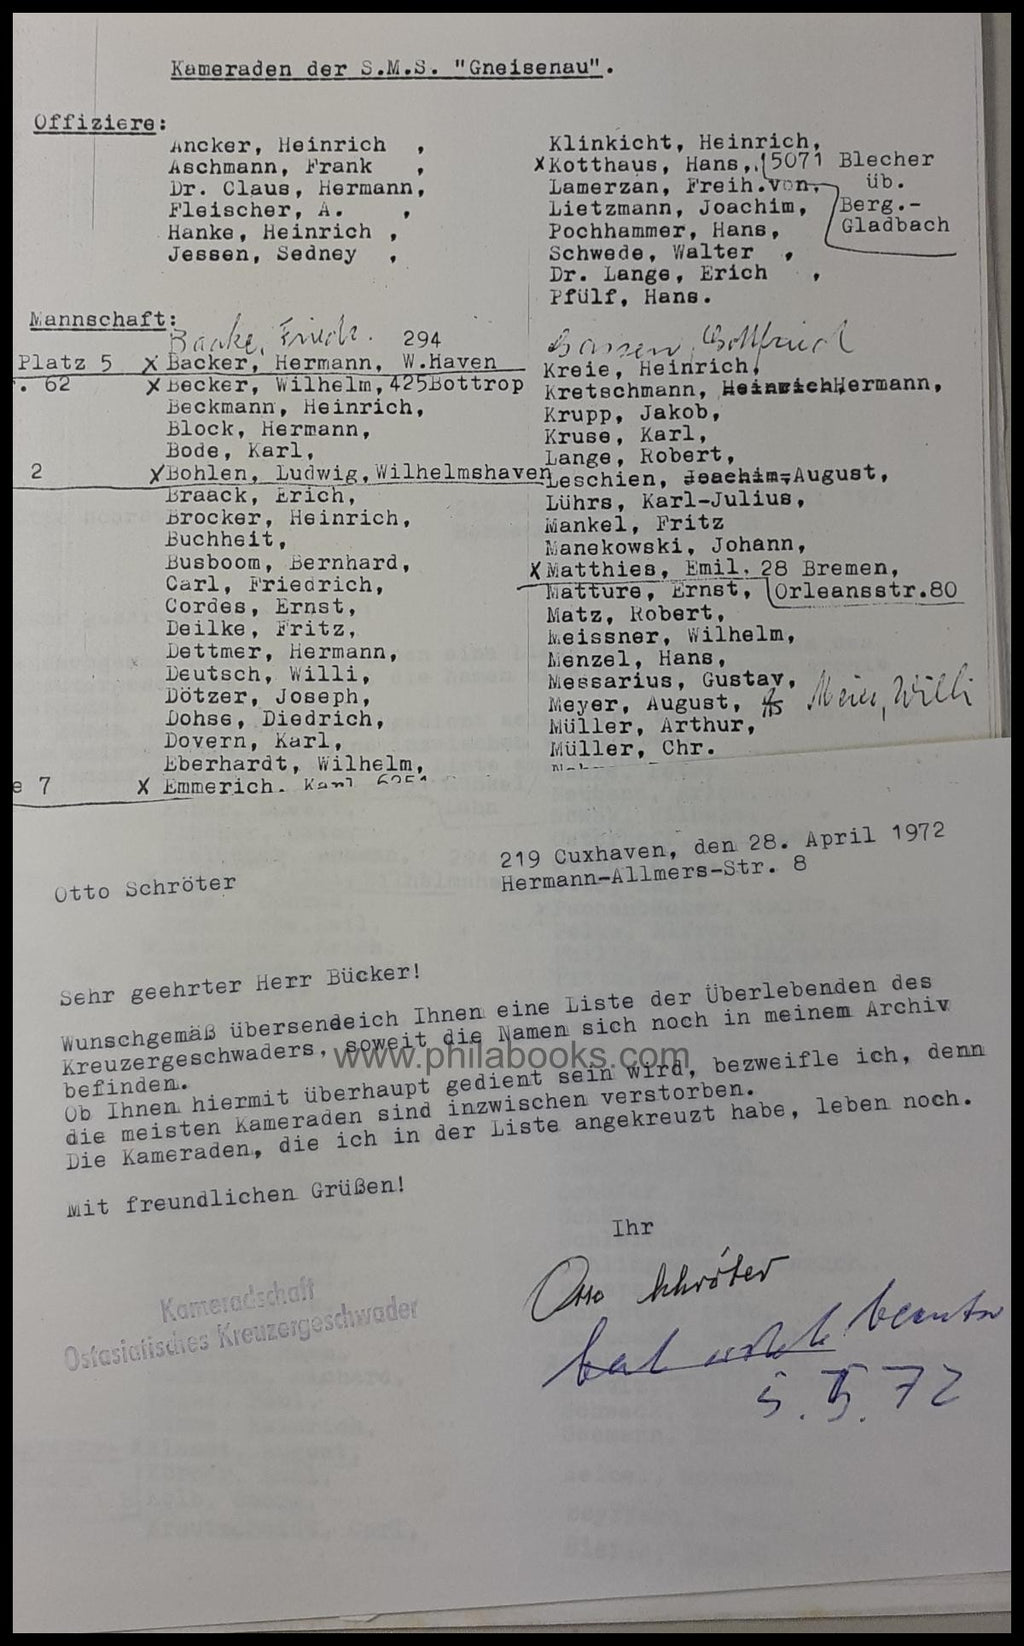 Kameraden der S.M.S. "Gneisenau".
Offiziere:
Ancker, Heinrich ,
Aschmann, Frank ,
Dr. Claus, Hermann,
Fleischer, A. ,
Hanke, Heinrich ,
Jessen, Sedney ,
Klinkicht, Heinrich,
x Kotthaus, Hans, 5071 Blecher
üb.
Berg.-
Gladbach
Lamerzan, Freih.von,
Lietzmann, Joachim,
Pochhammer, Hans,
Schwede, Walter ,
Dr. Lange, Erich ,
Pfülf, Hans.
Mannschaft:
Baake, Friedr. 294
Platz 5 X Backer, Hermann, W.Haven
. 62 X Becker, Wilhelm, 425Bottrop
Beckmann, Heinrich,
Block, Hermann,
Bode, Karl,
2 X Bohlen, Ludwig, Wilhelmshaven
Braack, Erich,
Brocker, Heinrich,
Buchheit,
Busboom, Bernhard,
Carl, Friedrich,
Cordes, Ernst,
Deilke, Fritz,
Dettmer, Hermann,
Deutsch, Willi,
Dötzer, Joseph,
Dohse, Diedrich,
Dovern, Karl,
Eberhardt, Wilhelm,
e 7 X Emmerich, Karl
Gottfried
Kreie, Heinrich,
Kretschmann, Heinrich Hermann,
Krupp, Jakob,
Kruse, Karl,
Lange, Robert,
Leschien, Joachim, August,
Lührs, Karl-Julius,
Mankel, Fritz
Manekowski, Johann,
X Matthies, Emil, 28 Bremen,
Orleansstr.80
Matture, Ernst,
Matz, Robert,
Meissner, Wilhelm,
Menzel, Hans,
Messarius, Gustav,
Meyer, August, Meier, Willi
Müller, Arthur,
Müller, Chr.
219 Cuxhaven, den 28. April 1972
Otto Schröter
Hermann-Allmers-Str. 8
Sehr geehrter Herr Bücker!
Wunschgemäß übersende ich Ihnen eine Liste der Überlebenden des
Kreuzergeschwaders, soweit die Namen sich noch in meinem Archiv
befinden.
www.philabooks.com
Ob Ihnen hiermit überhaupt gedient sein wird, bezweifle ich, denn
die meisten Kameraden sind inzwischen verstorben.
Die Kameraden, die ich in der Liste angekreuzt habe, leben noch.
Mit freundlichen Grüßen!
Ihr
Otto Schröter
Kameradschaft
Ostasiatisches Kreuzergeschwader
5.5.72